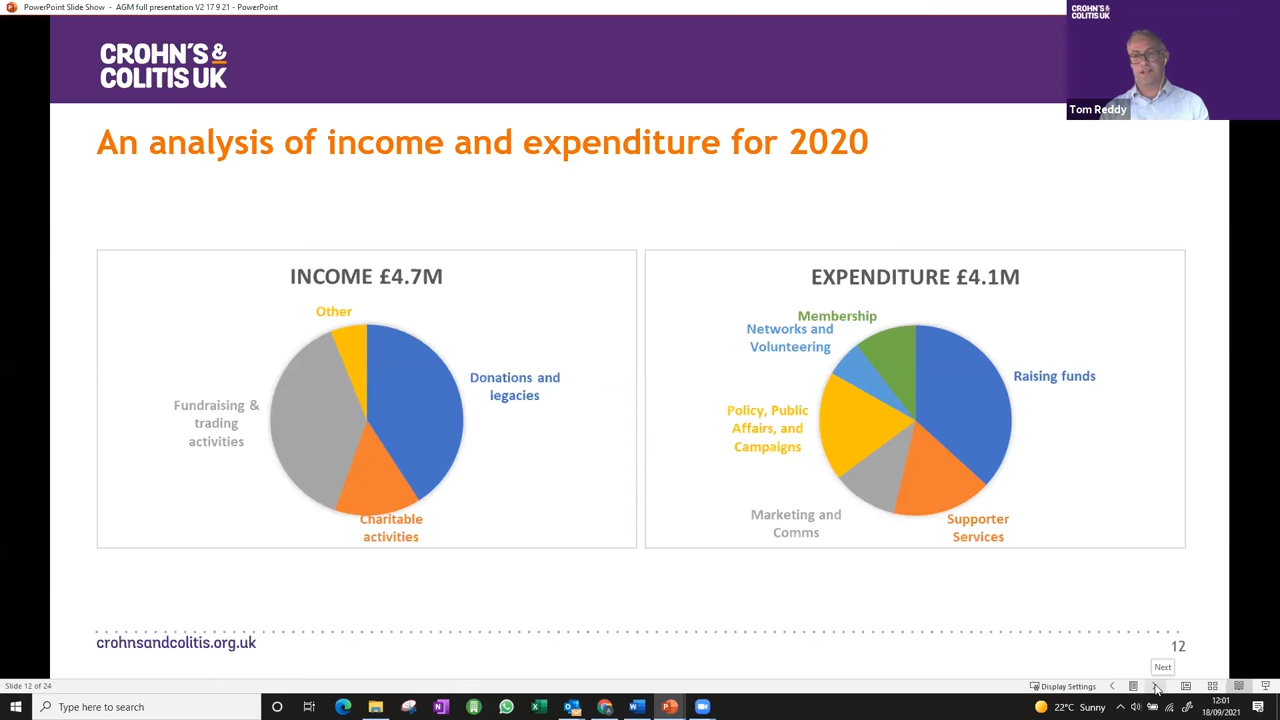 PowerPoint Slide Show - AGM full presentation V2 17 9.21 - PowerPoint
CROHN'S &
COLITIS UK
CROHN'S &
COLITIS UK
Tom Reddy
An analysis of income and expenditure for 2020
INCOME £4.7M
Other
Donations and
legacies
Fundraising &
trading
activities
Charitable
activities
EXPENDITURE £4.1M
Membership
Networks and
Volunteering
Raising funds
Policy, Public
Affairs, and
Campaigns
Marketing and
Comms
Supporter
Services
crohnsandcolitis.org.uk
12
Next
Slide 12 of 24
Display Settings
Type here to search
22°C Sunny
12:01
18/09/2021